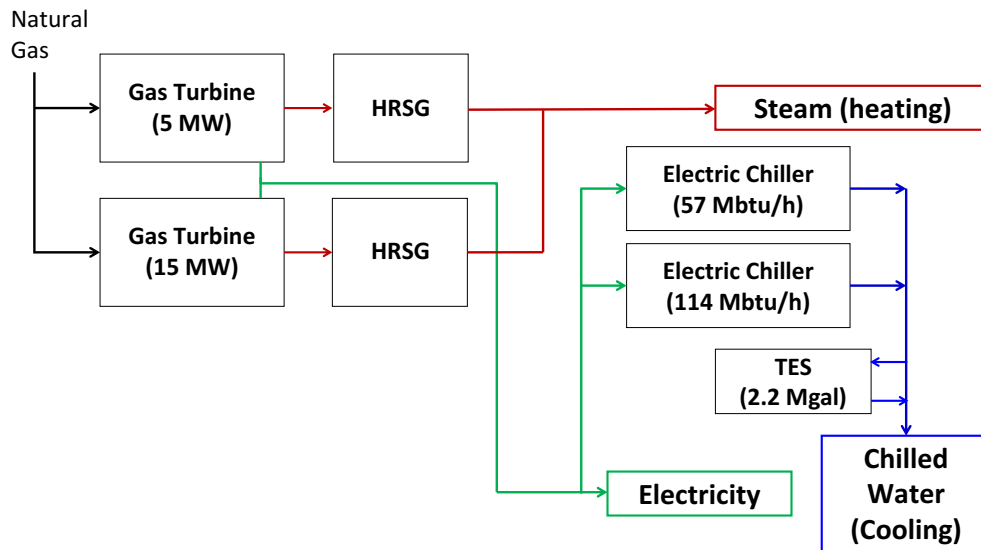 Natural
Gas
Gas Turbine
(5 MW)
HRSG
Steam (heating)
Electric Chiller
(57 Mbtu/h)
Gas Turbine
(15 MW)
HRSG
Electric Chiller
(114 Mbtu/h)
TES
(2.2 Mgal)
Electricity
Chilled
Water
(Cooling)